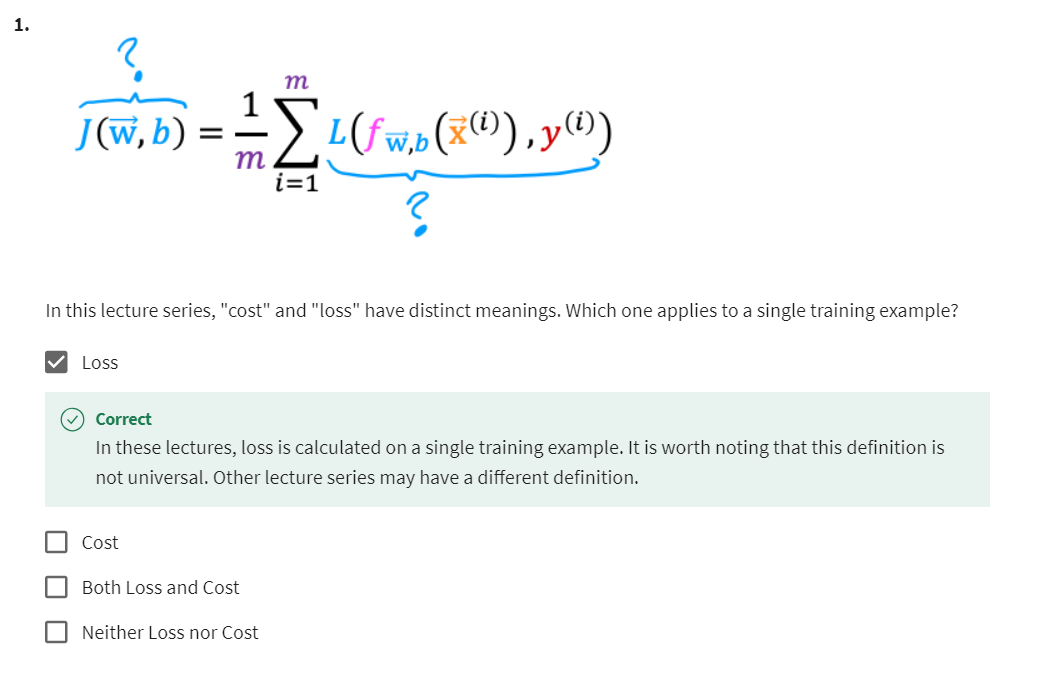 1.
?
J(w⃗, b) = 1/m ∑ᵢ₌₁ᵐ L(f w⃗,b(x⃗⁽ⁱ⁾), y⁽ⁱ⁾)
?
In this lecture series, "cost" and "loss" have distinct meanings. Which one applies to a single training example?
Loss
Correct
In these lectures, loss is calculated on a single training example. It is worth noting that this definition is
not universal. Other lecture series may have a different definition.
Cost
Both Loss and Cost
Neither Loss nor Cost